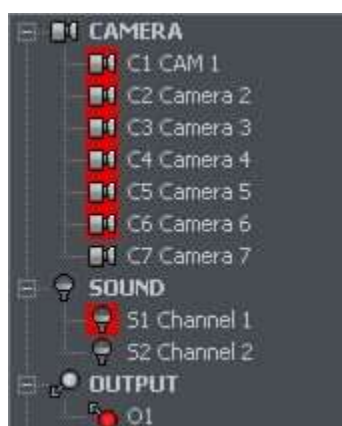 CAMERA
C1 CAM 1
C2 Camera 2
C3 Camera 3
C4 Camera 4
C5 Camera 5
C6 Camera 6
C7 Camera 7
SOUND
S1 Channel 1
S2 Channel 2
OUTPUT
O1